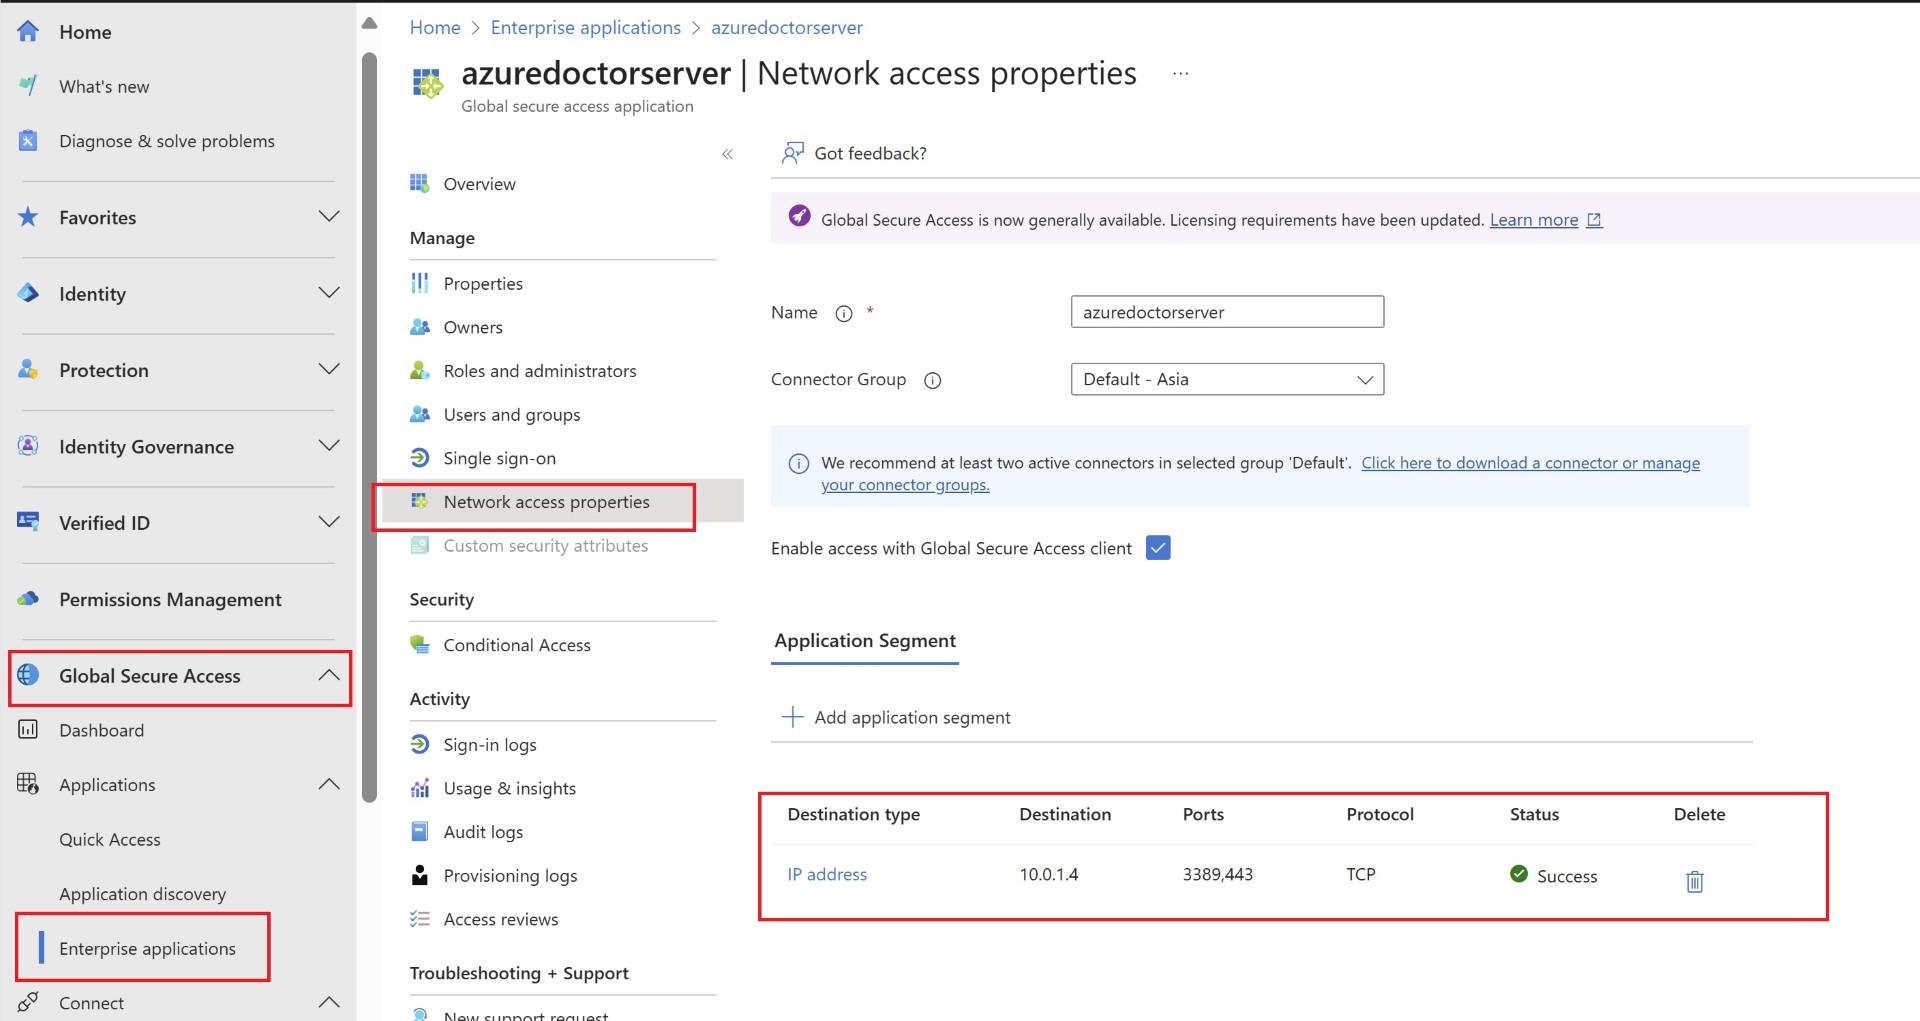 Home
What's new
Diagnose & solve problems
Favorites
Identity
Protection
Identity Governance
Verified ID
Permissions Management
Global Secure Access
Dashboard
Applications
Quick Access
Application discovery
Enterprise applications
Connect
Home > Enterprise applications > azuredoctorserver
azuredoctorserver | Network access properties ...
Global secure access application
Overview
Manage
Properties
Owners
Roles and administrators
Users and groups
Single sign-on
Network access properties
Custom security attributes
Security
Conditional Access
Activity
Sign-in logs
Usage & insights
Audit logs
Provisioning logs
Access reviews
Troubleshooting + Support
New support request
Got feedback?
Global Secure Access is now generally available. Licensing requirements have been updated. Learn more
Name * azuredoctorserver
Connector Group Default - Asia
We recommend at least two active connectors in selected group 'Default'. Click here to download a connector or manage
your connector groups.
Enable access with Global Secure Access client
Application Segment
Add application segment
Destination type Destination Ports Protocol Status Delete
IP address 10.0.1.4 3389,443 TCP Success